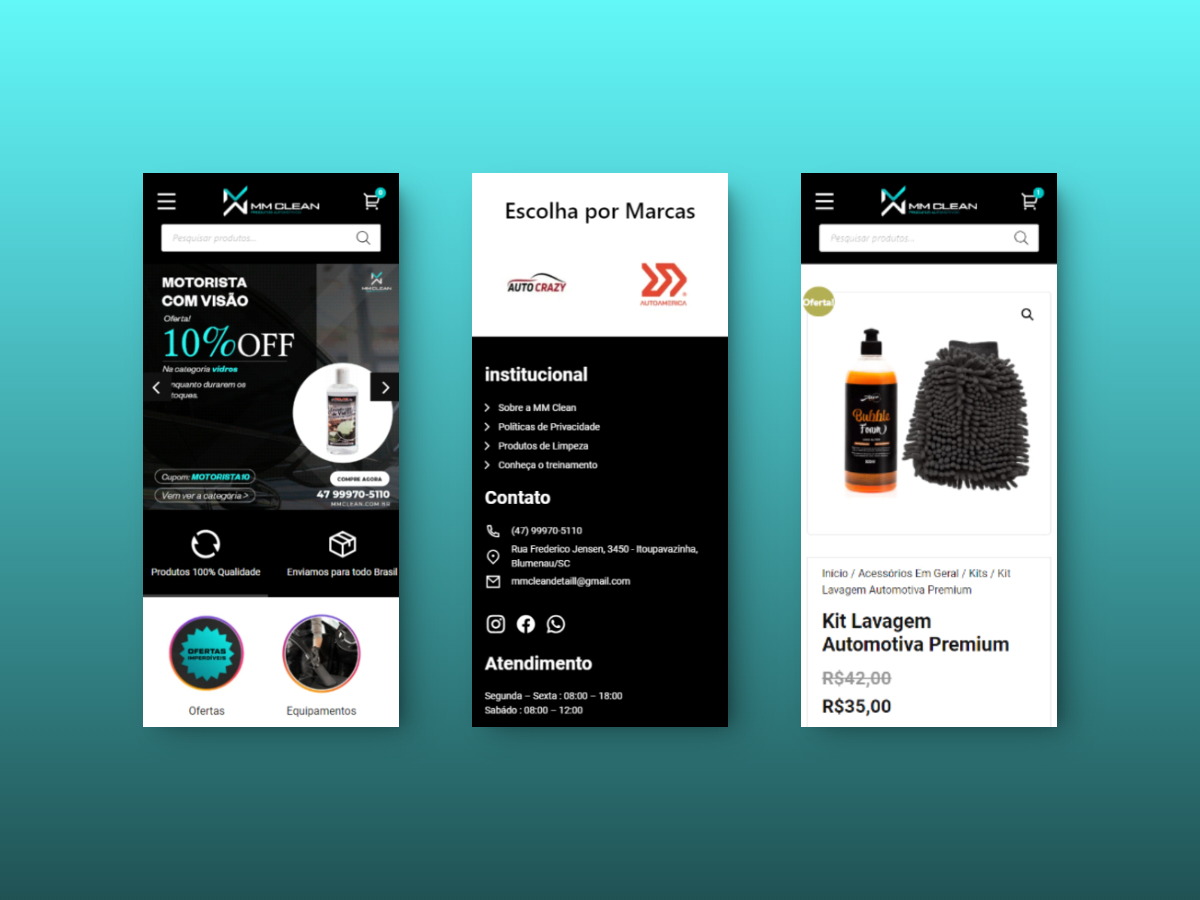 MM CLEAN
PRODUTOS AUTOMOTIVOS
0
Pesquisar produtos...
MOTORISTA
COM VISÃO
MM CLEAN
Oferta!
10%OFF
Na categoria vidros
nquanto durarem os
toques.
Cupom: MOTORISTA10
COMPRE AGORA
Vem ver a categoria >
47 99970-5110
MMCLEAN.COM.BR
Produtos 100% Qualidade
Enviamos para todo Brasil
OFERTAS
IMPERDÍVEIS
Ofertas
Equipamentos
Escolha por Marcas
AUTO CRAZY
AUTOAMERICA
institucional
Sobre a MM Clean
Políticas de Privacidade
Produtos de Limpeza
Conheça o treinamento
Contato
(47) 99970-5110
Rua Frederico Jensen, 3450 - Itoupavazinha,
Blumenau/SC
mmcleandetaill@gmail.com
Atendimento
Segunda – Sexta : 08:00 – 18:00
Sabádo : 08:00 – 12:00
MM CLEAN
PRODUTOS AUTOMOTIVOS
1
Pesquisar produtos...
Oferta!
Bubble
Foam
Início / Acessórios Em Geral / Kits / Kit
Lavagem Automotiva Premium
Kit Lavagem
Automotiva Premium
R$42,00
R$35,00